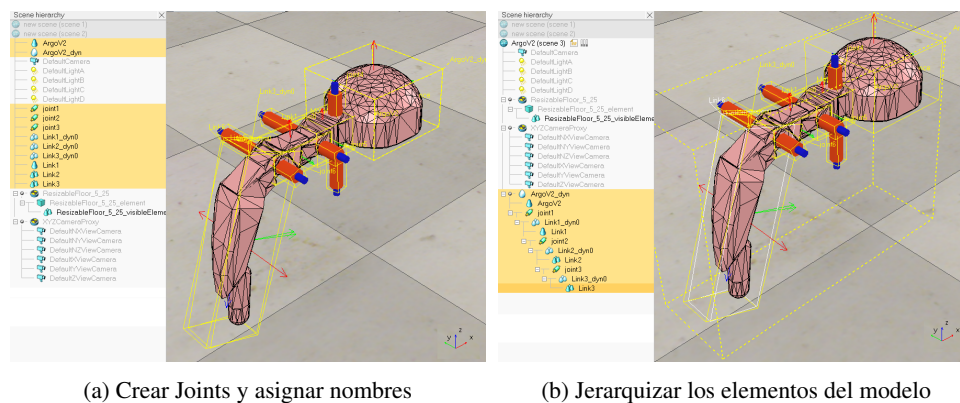 Scene hierarchy
new scene (scene 1)
new scene (scene 2)
ArgoV2
ArgoV2_dyn
DefaultCamera
DefaultLightA
DefaultLightB
DefaultLightC
DefaultLightD
joint1
joint2
joint3
Link1_dyn0
Link2_dyn0
Link3_dyn0
Link1
Link2
Link3
ResizableFloor_5_25
ResizableFloor_5_25_element
ResizableFloor_5_25_visibleEleme
XYZCameraProxy
DefaultNXViewCamera
DefaultNYViewCamera
DefaultNZViewCamera
DefaultXViewCamera
DefaultYViewCamera
DefaultZViewCamera
z
y
x
(a) Crear Joints y asignar nombres
Scene hierarchy
new scene (scene 1)
new scene (scene 2)
ArgoV2 (scene 3)
DefaultCamera
DefaultLightA
DefaultLightB
DefaultLightC
DefaultLightD
ResizableFloor_5_25
ResizableFloor_5_25_element
ResizableFloor_5_25_visibleEleme
XYZCameraProxy
DefaultNXViewCamera
DefaultNYViewCamera
DefaultNZViewCamera
DefaultXViewCamera
DefaultYViewCamera
DefaultZViewCamera
ArgoV2_dyn
ArgoV2
joint1
Link1_dyn0
Link1
joint2
Link2_dyn0
Link2
joint3
Link3_dyn0
Link3
z
y
x
(b) Jerarquizar los elementos del modelo